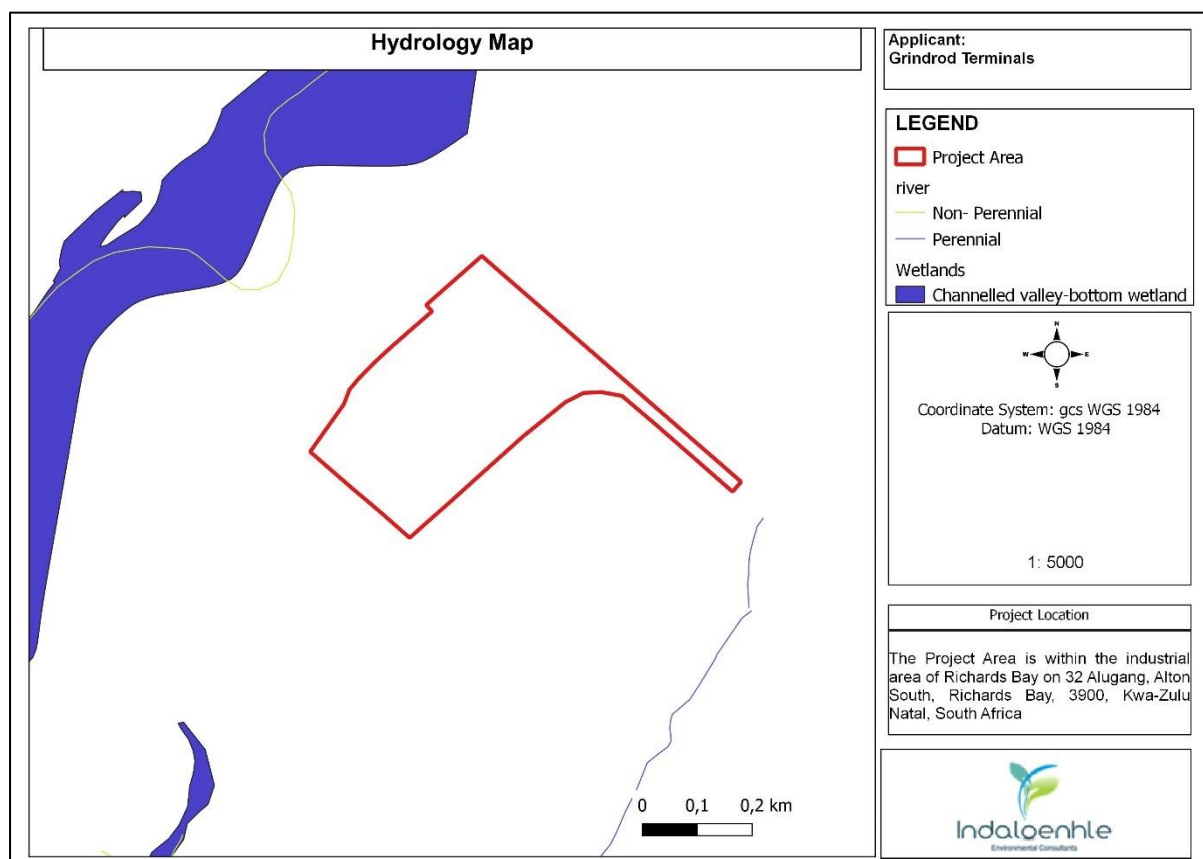 Hydrology Map
Applicant:
Grindrod Terminals
LEGEND
Project Area
river
Non- Perennial
Perennial
Wetlands
Channelled valley-bottom wetland
N
W
E
S
Coordinate System: gcs WGS 1984
Datum: WGS 1984
1: 5000
Project Location
The Project Area is within the industrial
area of Richards Bay on 32 Alugang, Alton
South, Richards Bay, 3900, Kwa-Zulu
Natal, South Africa
0 0,1 0,2 km
Indaloenhle
Environmental Consultants